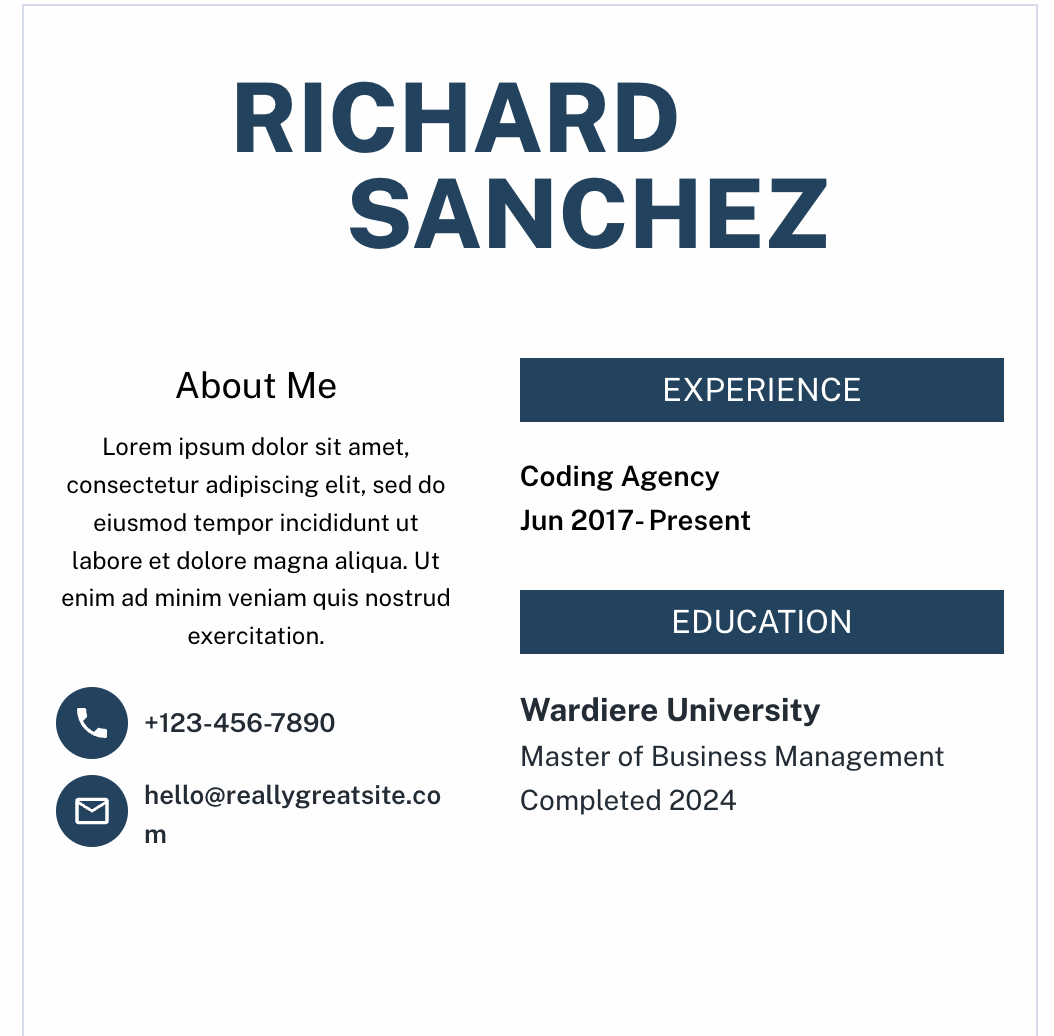 RICHARD
SANCHEZ
About Me
Lorem ipsum dolor sit amet,
consectetur adipiscing elit, sed do
eiusmod tempor incididunt ut
labore et dolore magna aliqua. Ut
enim ad minim veniam quis nostrud
exercitation.
+123-456-7890
hello@reallygreatsite.co
m
EXPERIENCE
Coding Agency
Jun 2017- Present
EDUCATION
Wardiere University
Master of Business Management
Completed 2024